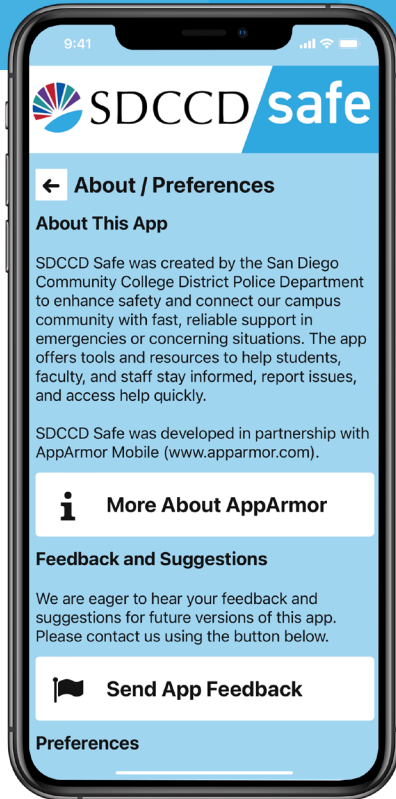 9:41
SDCCD safe
About / Preferences
About This App
SDCCD Safe was created by the San Diego
Community College District Police Department
to enhance safety and connect our campus
community with fast, reliable support in
emergencies or concerning situations. The app
offers tools and resources to help students,
faculty, and staff stay informed, report issues,
and access help quickly.
SDCCD Safe was developed in partnership with
AppArmor Mobile (www.apparmor.com).
More About AppArmor
Feedback and Suggestions
We are eager to hear your feedback and
suggestions for future versions of this app.
Please contact us using the button below.
Send App Feedback
Preferences